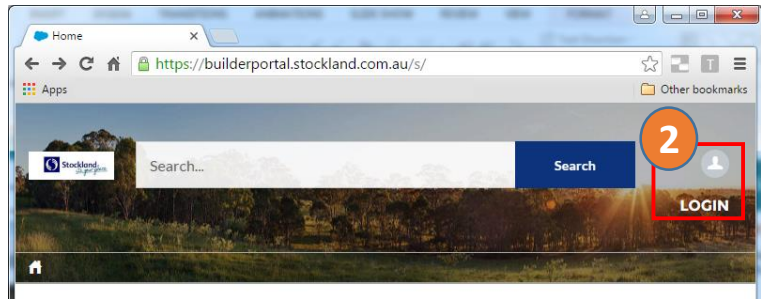 Home
https://builderportal.stockland.com.au/s/
Apps
Other bookmarks
2
Stockland
Search...
Search
LOGIN